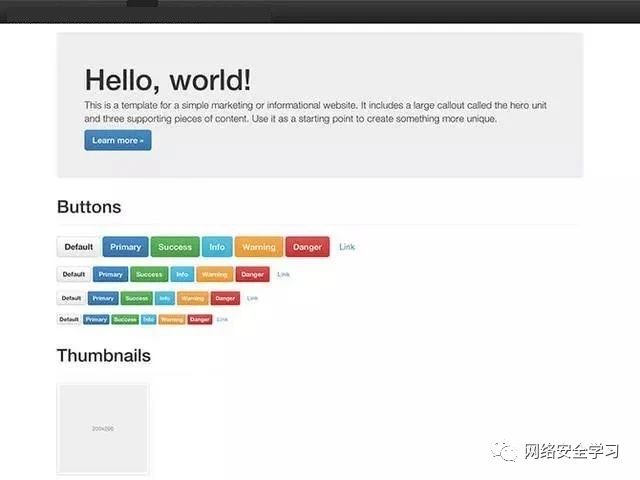 Hello, world!
This is a template for a simple marketing or informational website. It includes a large callout called the hero unit
and three supporting pieces of content. Use it as a starting point to create something more unique.
Learn more »
Buttons
Default Primary Success Info Warning Danger Link
Default Primary Success Info Warning Danger Link
Default Primary Success Info Warning Danger Link
Default Primary Success Info Warning Danger Link
Thumbnails
200x200
网络安全学习